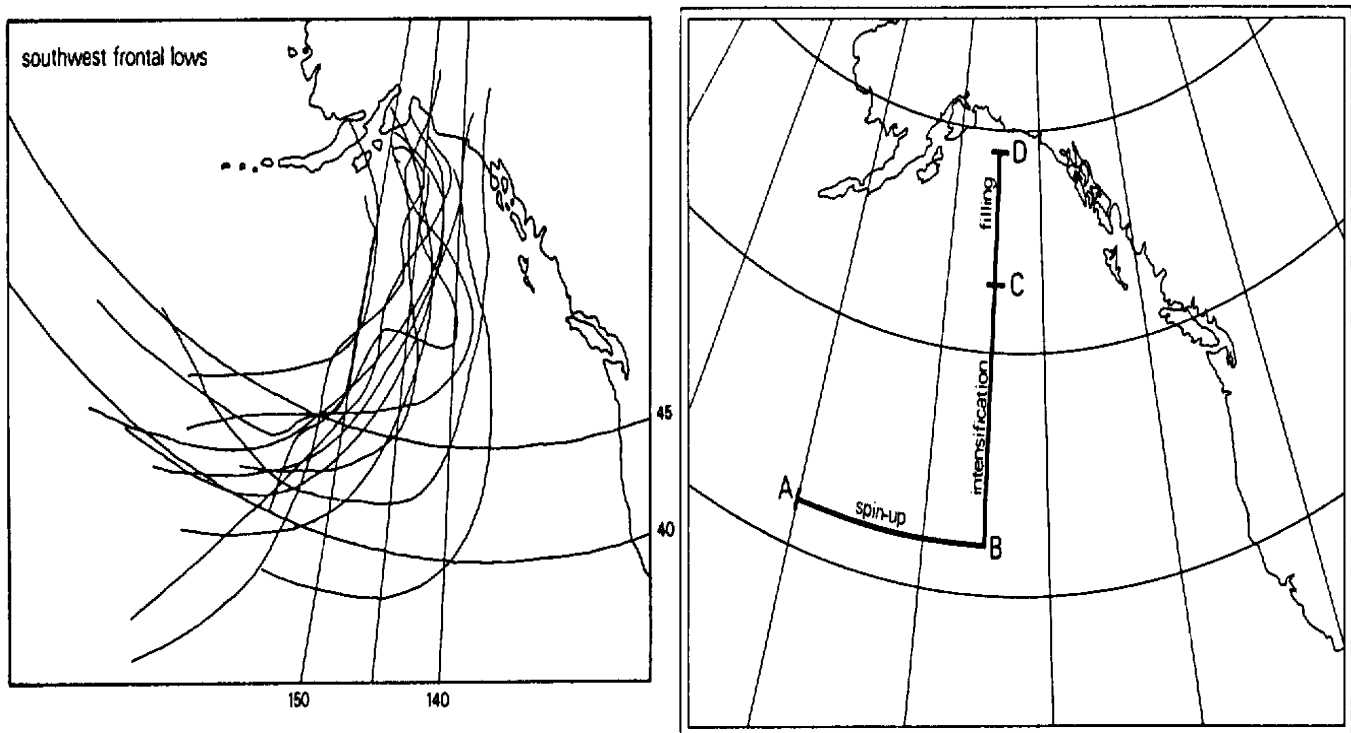 southwest frontal lows
45
40
150
140
D
filling
C
intensification
A
spin-up
B